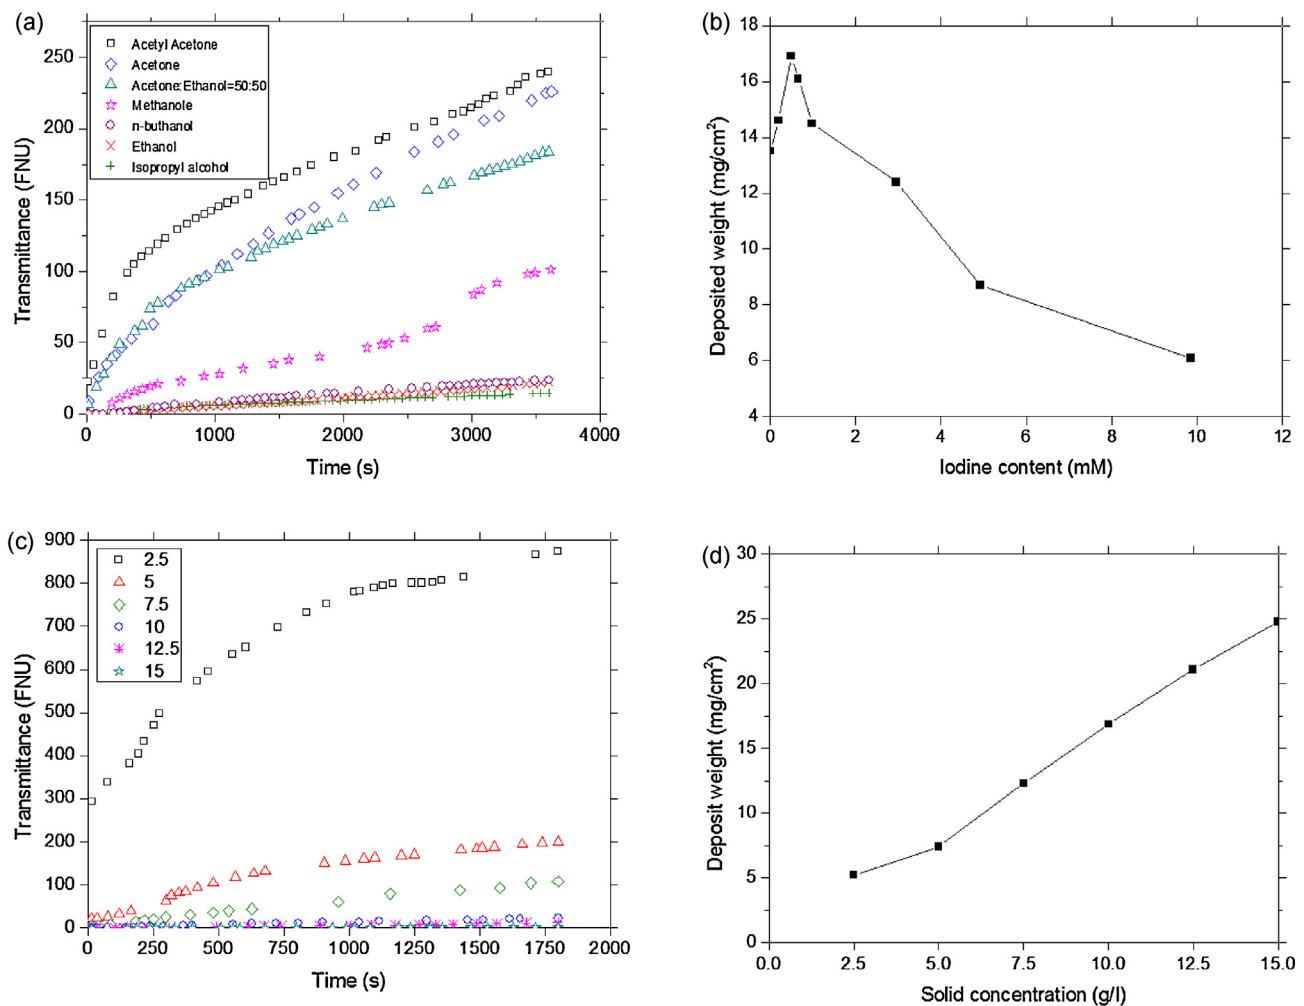 (a)
250
200
150
100
50
0
Transmittance (FNU)
Acetyl Acetone
Acetone
Acetone:Ethanol=50:50
Methanole
n-buthanol
Ethanol
Isopropyl alcohol
0 1000 2000 3000 4000
Time (s)
(b)
18
16
14
12
10
8
6
4
Deposited weight (mg/cm²)
0 2 4 6 8 10 12
Iodine content (mM)
(c)
900
800
700
600
500
400
300
200
100
0
Transmittance (FNU)
2.5
5
7.5
10
12.5
15
0 250 500 750 1000 1250 1500 1750 2000
Time (s)
(d)
30
25
20
15
10
5
0
Deposit weight (mg/cm²)
0.0 2.5 5.0 7.5 10.0 12.5 15.0
Solid concentration (g/l)